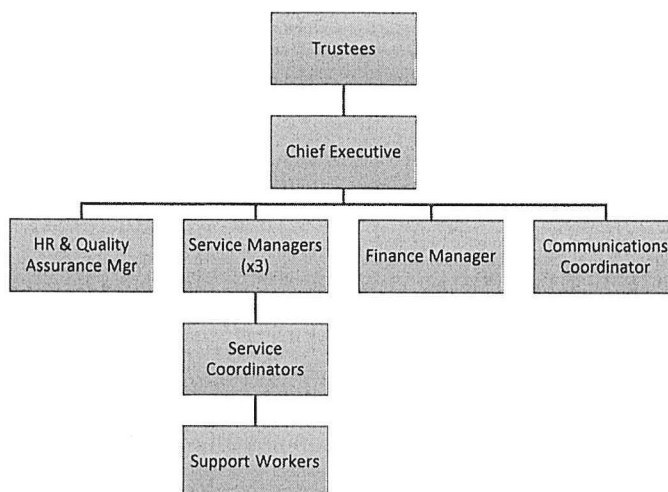 Trustees
Chief Executive
HR & Quality
Assurance Mgr
Service Managers
(x3)
Finance Manager
Communications
Coordinator
Service
Coordinators
Support Workers